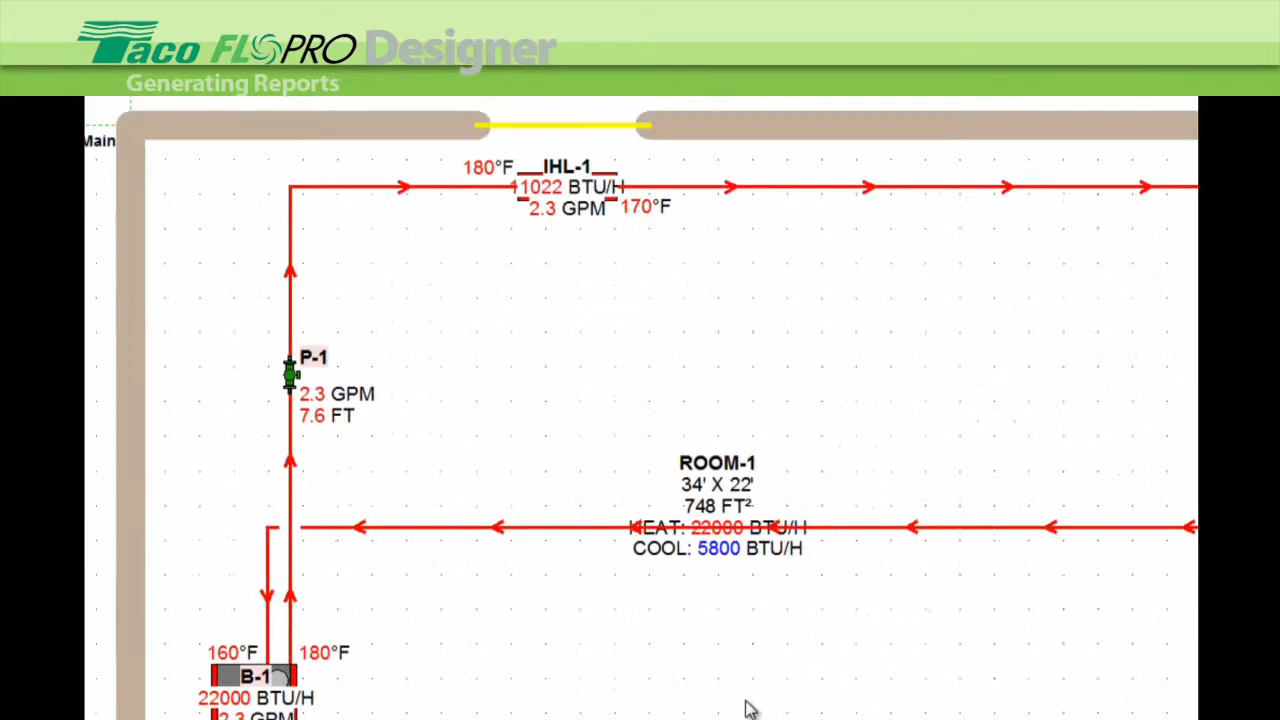 Taco FLOPRO Designer
Generating Reports
Main
180°F IHL-1
11022 BTU/H
2.3 GPM 170°F
P-1
2.3 GPM
7.6 FT
ROOM-1
34' X 22'
748 FT²
HEAT: 22000 BTU/H
COOL: 5800 BTU/H
160°F 180°F
B-1
22000 BTU/H
2.3 GPM